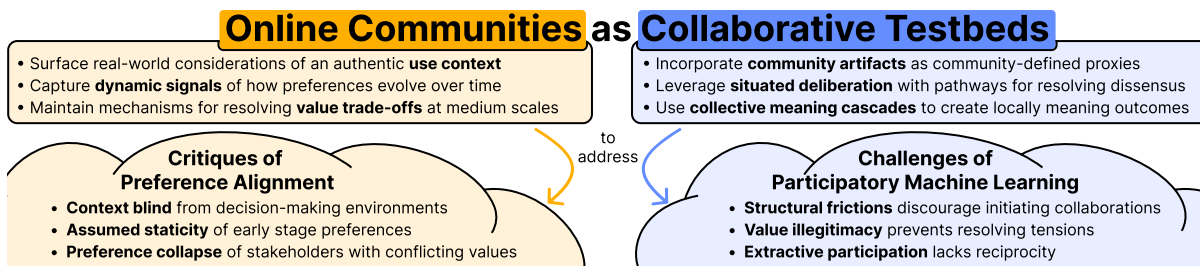 Online Communities as Collaborative Testbeds
• Surface real-world considerations of an authentic use context
• Capture dynamic signals of how preferences evolve over time
• Maintain mechanisms for resolving value trade-offs at medium scales
• Incorporate community artifacts as community-defined proxies
• Leverage situated deliberation with pathways for resolving dissensus
• Use collective meaning cascades to create locally meaning outcomes
to
address
Critiques of
Preference Alignment
• Context blind from decision-making environments
• Assumed staticity of early stage preferences
• Preference collapse of stakeholders with conflicting values
Challenges of
Participatory Machine Learning
• Structural frictions discourage initiating collaborations
• Value illegitimacy prevents resolving tensions
• Extractive participation lacks reciprocity